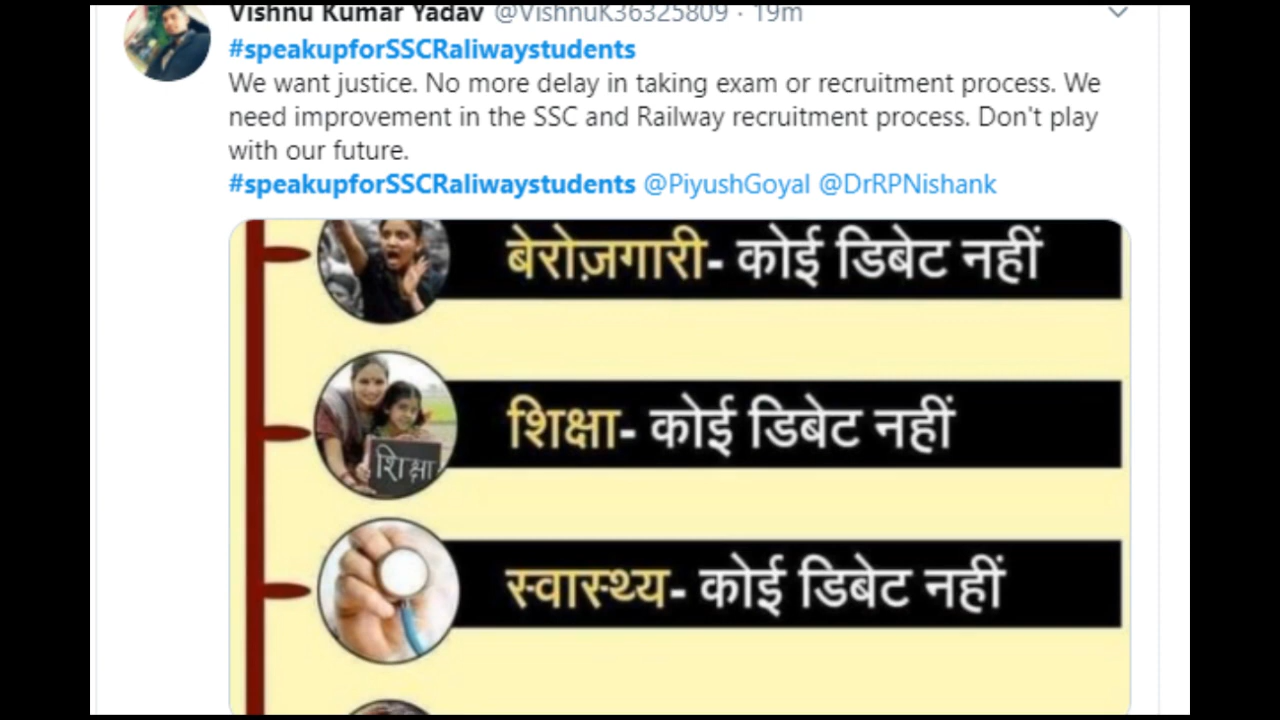 Vishnu Kumar Yadav @VishnuK36325809 · 19m
#speakupforSSCRaliwaystudents
We want justice. No more delay in taking exam or recruitment process. We
need improvement in the SSC and Railway recruitment process. Don't play
with our future.
#speakupforSSCRaliwaystudents @PiyushGoyal @DrRPNishank
बेरोज़गारी- कोई डिबेट नहीं
शिक्षा- कोई डिबेट नहीं
शिक्षा
स्वास्थ्य- कोई डिबेट नहीं